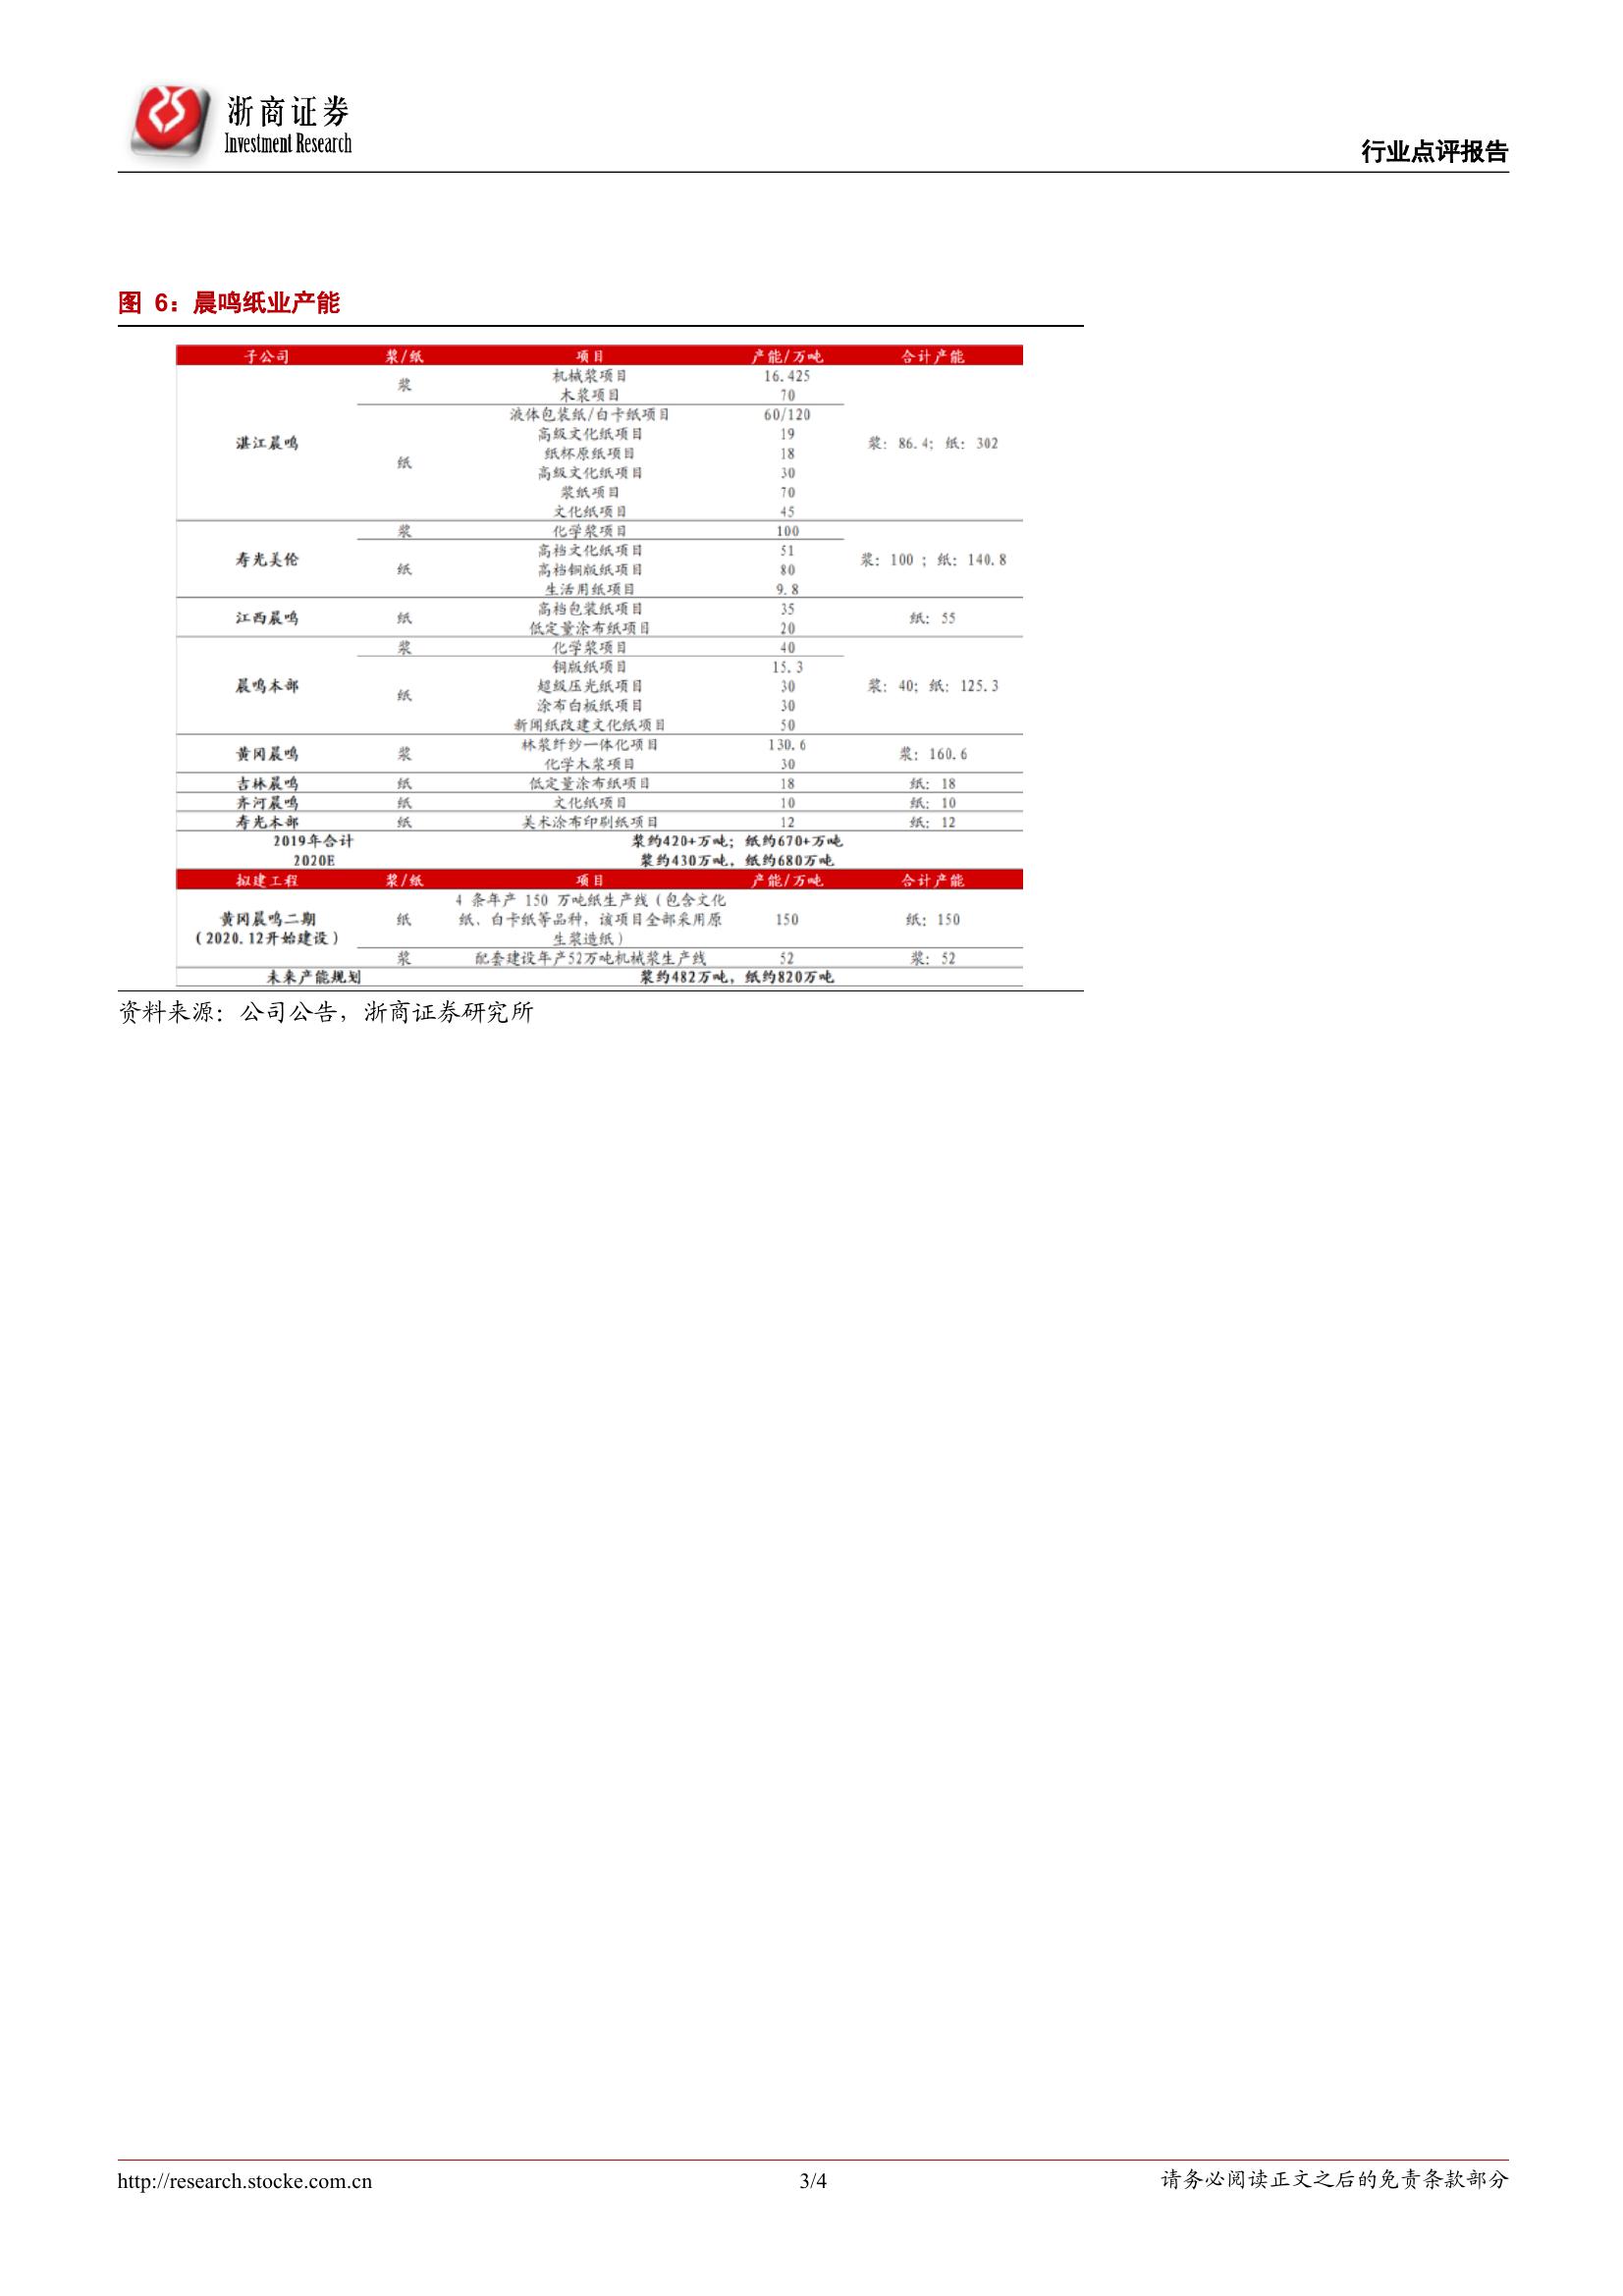 浙商证券
Investment Research
行业点评报告
图 6：晨鸣纸业产能
子公司 浆/纸 项目 产能/万吨 合计产能
机械浆项目 16.425
浆
木浆项目 70
液体包装纸/白卡纸项目 60/120
高级文化纸项目 19
湛江晨鸣 浆: 86.4; 纸: 302
纸杯原纸项目 18
纸
高级文化纸项目 30
浆纸项目 70
文化纸项目 45
浆 化学浆项目 100
高档文化纸项目 51
寿光美伦 浆: 100 ; 纸: 140.8
纸 高档铜版纸项目 80
生活用纸项目 9.8
高档包装纸项目 35
江西晨鸣 纸 纸: 55
低定量涂布纸项目 20
浆 化学浆项目 40
铜版纸项目 15.3
晨鸣本部 超级压光纸项目 30 浆: 40; 纸: 125.3
纸
涂布白板纸项目 30
新闻纸改建文化纸项目 50
林浆纤纱一体化项目 130.6
黄冈晨鸣 浆 浆: 160.6
化学木浆项目 30
吉林晨鸣 纸 低定量涂布纸项目 18 纸: 18
齐河晨鸣 纸 文化纸项目 10 纸: 10
寿光本部 纸 美术涂布印刷纸项目 12 纸: 12
2019年合计 浆约420+万吨; 纸约670+万吨
2020E 浆约430万吨，纸约680万吨
拟建工程 浆/纸 项目 产能/万吨 合计产能
4 条年产 150 万吨纸生产线（包含文化
黄冈晨鸣二期 纸 纸、白卡纸等品种，该项目全部采用原 150 纸: 150
（2020.12开始建设） 生浆造纸）
浆 配套建设年产52万吨机械浆生产线 52 浆: 52
未来产能规划 浆约482万吨，纸约820万吨
资料来源：公司公告，浙商证券研究所
http://research.stocke.com.cn 3/4 请务必阅读正文之后的免责条款部分